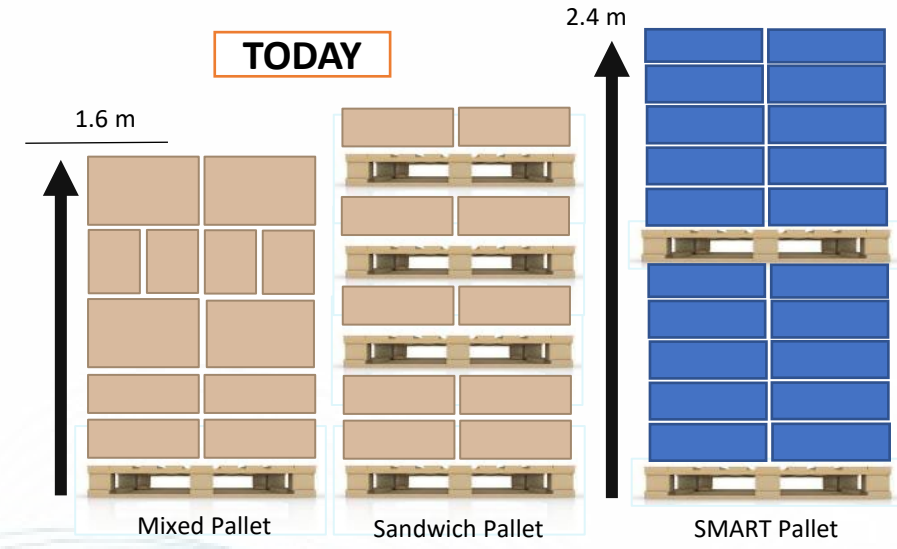 TODAY
2.4 m
1.6 m
Mixed Pallet
Sandwich Pallet
SMART Pallet